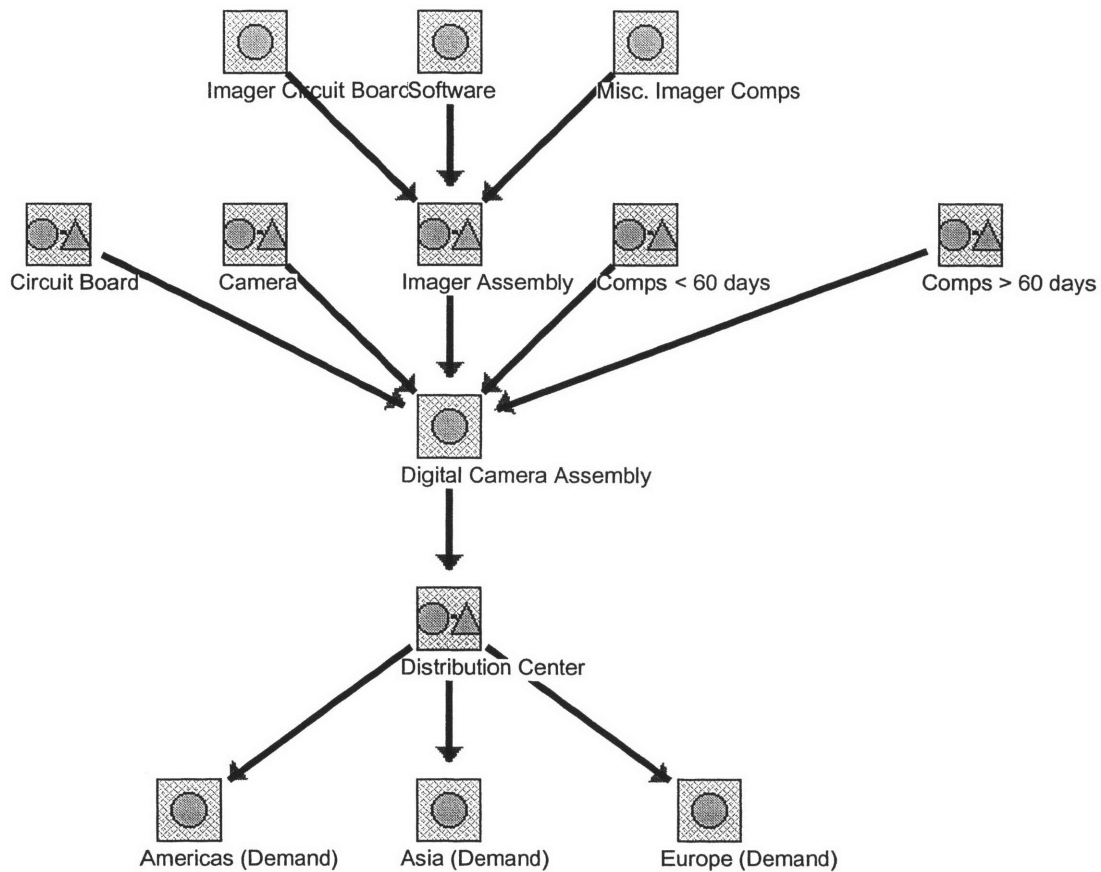 Imager Circuit Board
Software
Misc. Imager Comps
Circuit Board
Camera
Imager Assembly
Comps < 60 days
Comps > 60 days
Digital Camera Assembly
Distribution Center
Americas (Demand)
Asia (Demand)
Europe (Demand)